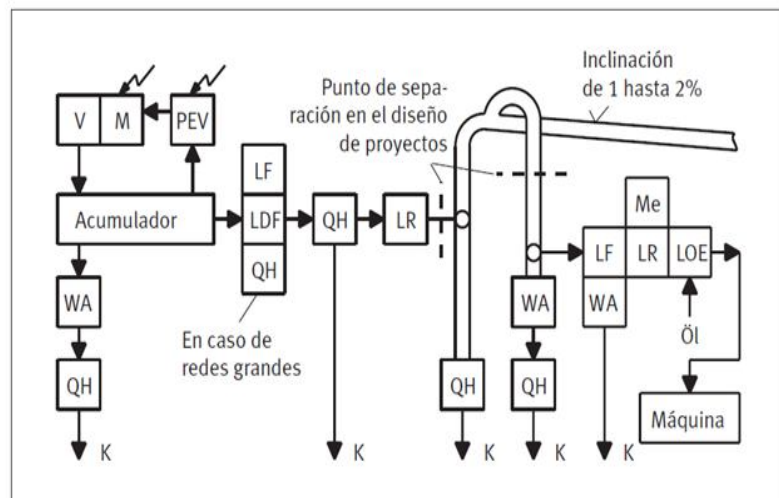 Inclinación
de 1 hasta 2%
Punto de sepa-
ración en el diseño
de proyectos
V
M
PEV
LF
Acumulador
LDF
QH
LR
QH
Me
LF
LR
LOE
WA
WA
WA
En caso de
redes grandes
Öl
QH
QH
QH
Máquina
K
K
K
K
K